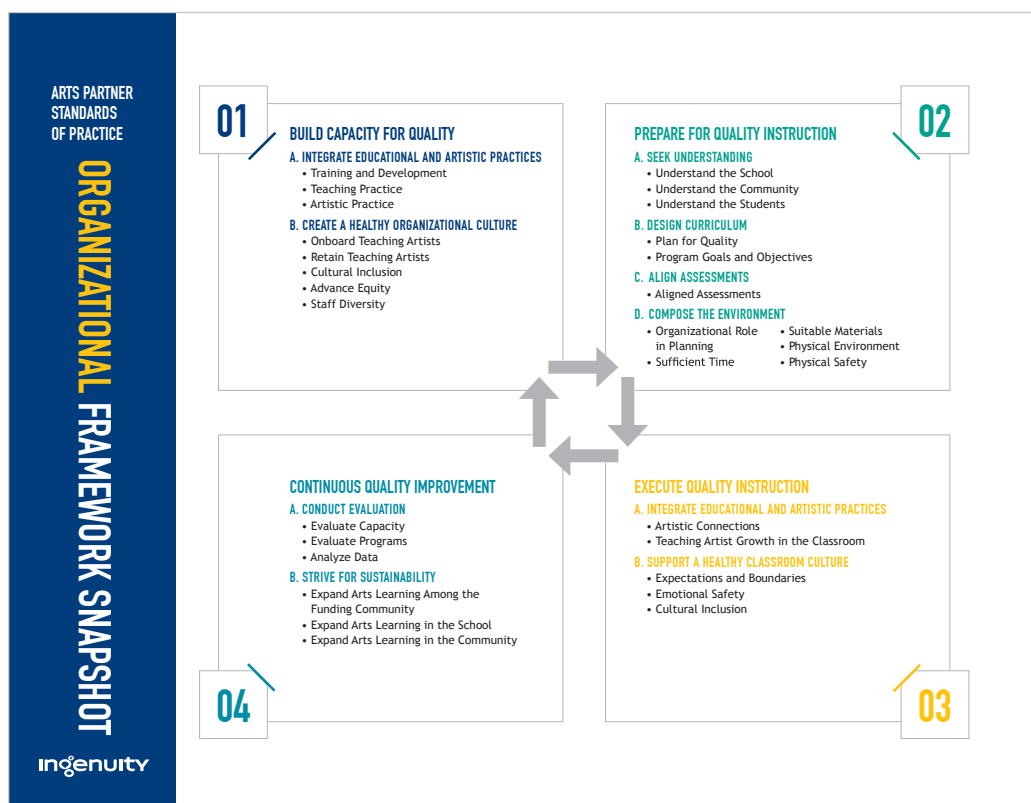 ARTS PARTNER
STANDARDS
OF PRACTICE
ORGANIZATIONAL FRAMEWORK SNAPSHOT
ingenuity
01
BUILD CAPACITY FOR QUALITY
A. INTEGRATE EDUCATIONAL AND ARTISTIC PRACTICES
• Training and Development
• Teaching Practice
• Artistic Practice
B. CREATE A HEALTHY ORGANIZATIONAL CULTURE
• Onboard Teaching Artists
• Retain Teaching Artists
• Cultural Inclusion
• Advance Equity
• Staff Diversity
02
PREPARE FOR QUALITY INSTRUCTION
A. SEEK UNDERSTANDING
• Understand the School
• Understand the Community
• Understand the Students
B. DESIGN CURRICULUM
• Plan for Quality
• Program Goals and Objectives
C. ALIGN ASSESSMENTS
• Aligned Assessments
D. COMPOSE THE ENVIRONMENT
• Organizational Role
in Planning
• Sufficient Time
• Suitable Materials
• Physical Environment
• Physical Safety
EXECUTE QUALITY INSTRUCTION
A. INTEGRATE EDUCATIONAL AND ARTISTIC PRACTICES
• Artistic Connections
• Teaching Artist Growth in the Classroom
B. SUPPORT A HEALTHY CLASSROOM CULTURE
• Expectations and Boundaries
• Emotional Safety
• Cultural Inclusion
03
CONTINUOUS QUALITY IMPROVEMENT
A. CONDUCT EVALUATION
• Evaluate Capacity
• Evaluate Programs
• Analyze Data
B. STRIVE FOR SUSTAINABILITY
• Expand Arts Learning Among the
Funding Community
• Expand Arts Learning in the School
• Expand Arts Learning in the Community
04